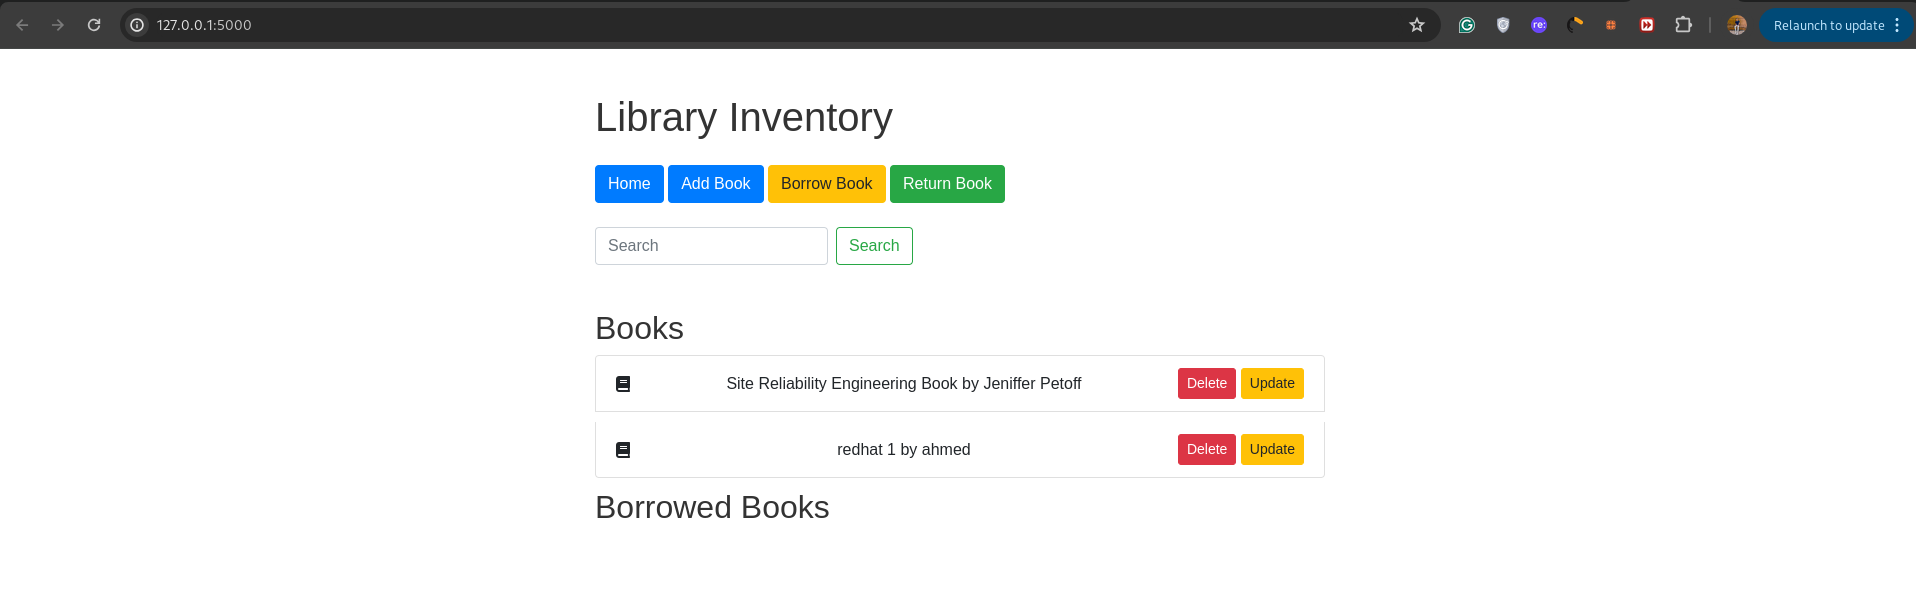 127.0.0.1:5000 re: Relaunch to update
Library Inventory
Home Add Book Borrow Book Return Book
Search Search
Books
Site Reliability Engineering Book by Jeniffer Petoff Delete Update
redhat 1 by ahmed Delete Update
Borrowed Books